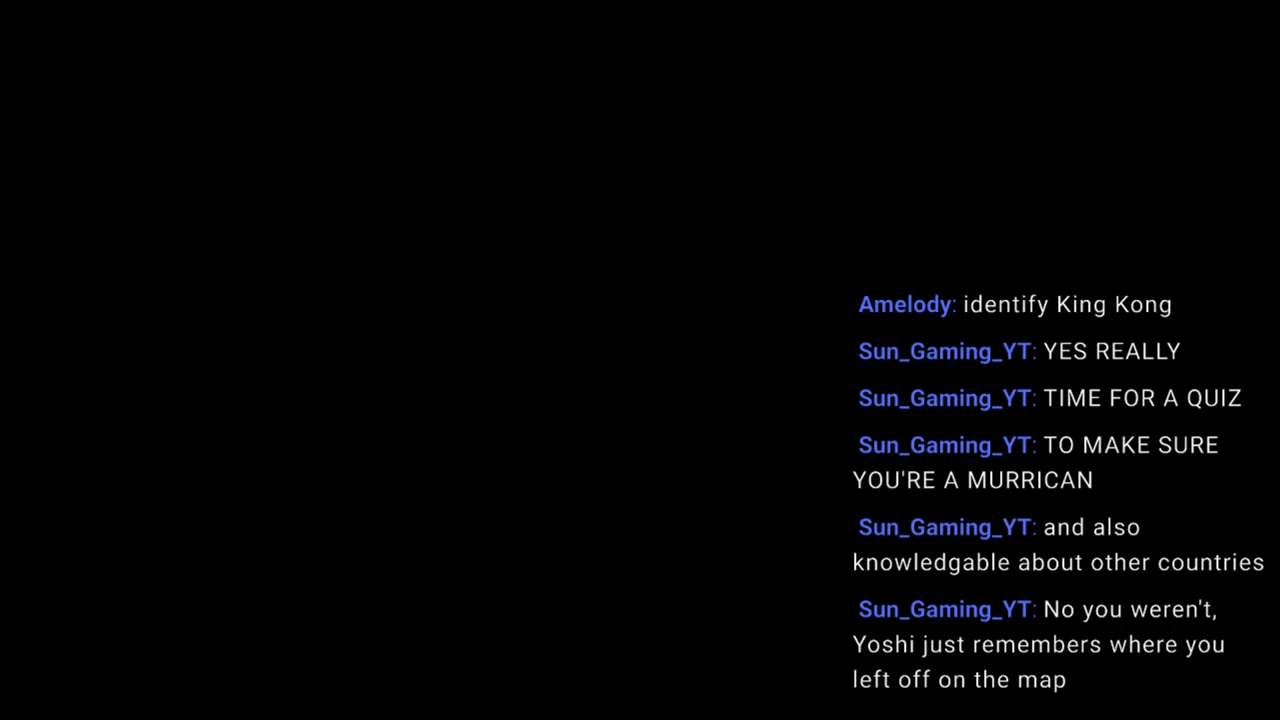 Amelody: identify King Kong
Sun_Gaming_YT: YES REALLY
Sun_Gaming_YT: TIME FOR A QUIZ
Sun_Gaming_YT: TO MAKE SURE
YOU'RE A MURRICAN
Sun_Gaming_YT: and also
knowledgable about other countries
Sun_Gaming_YT: No you weren't,
Yoshi just remembers where you
left off on the map